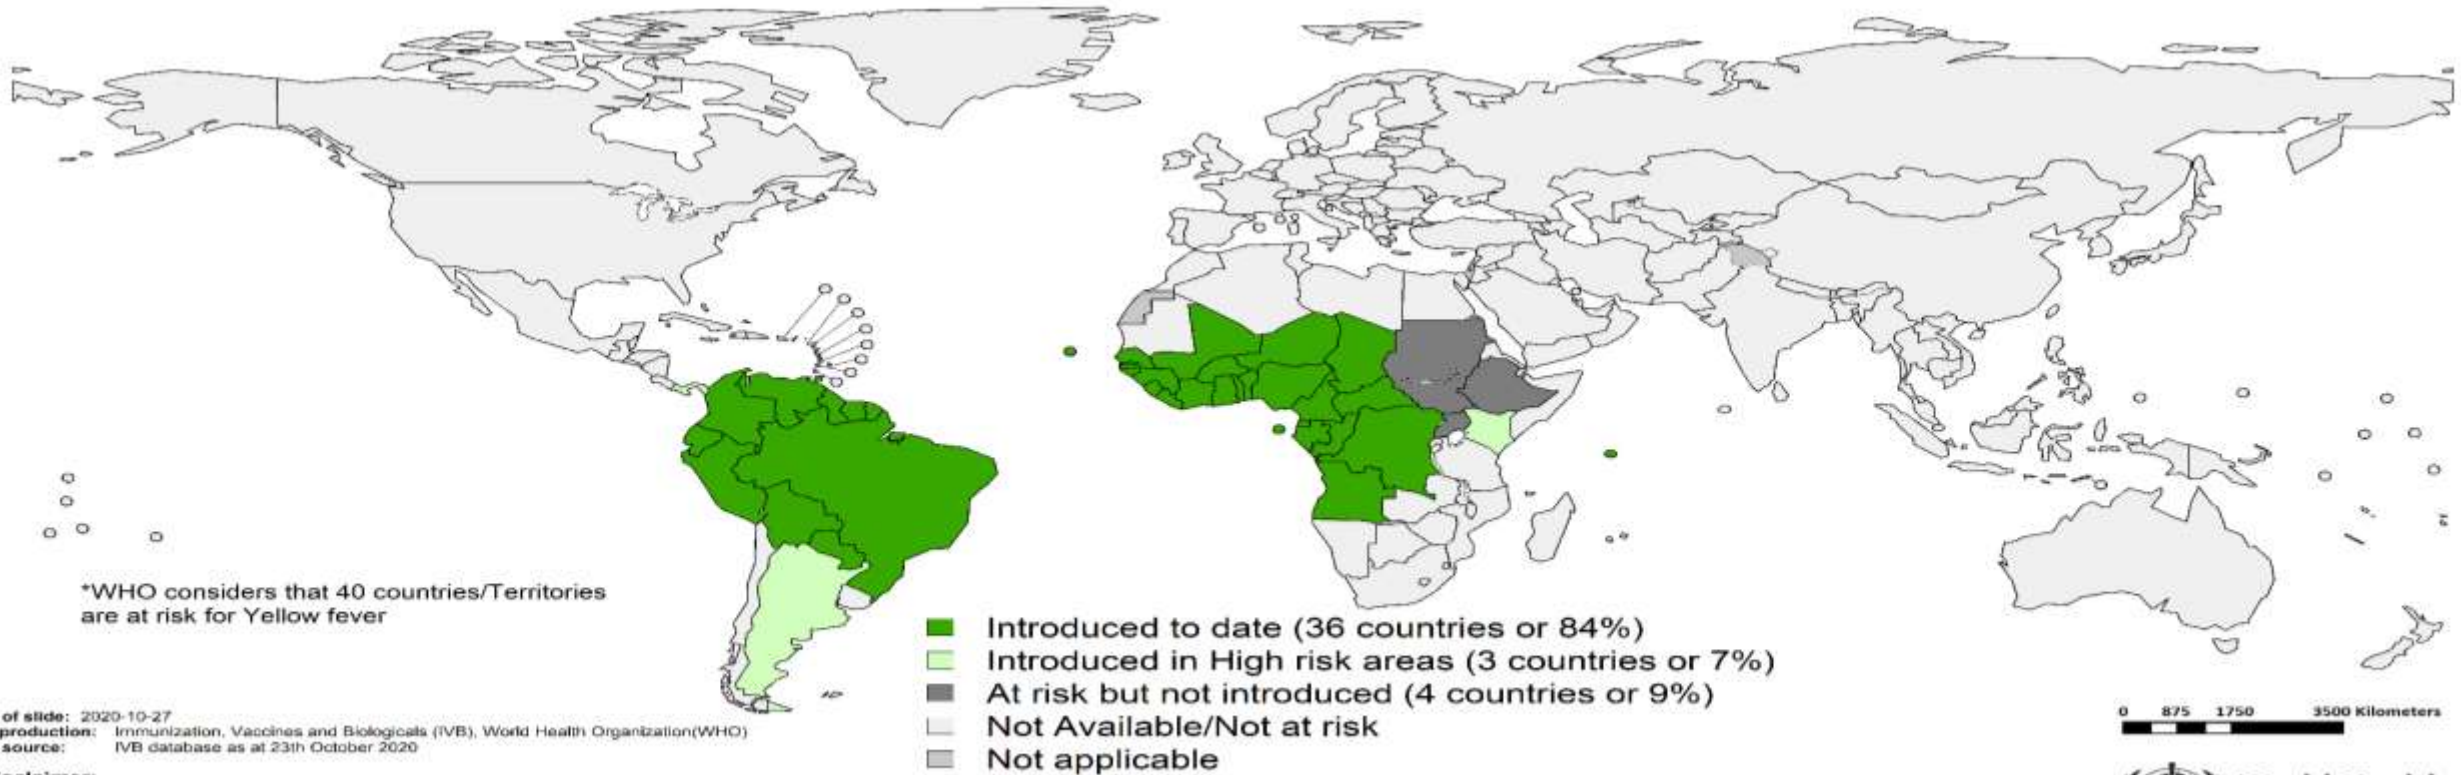 *WHO considers that 40 countries/Territories
are at risk for Yellow fever
Introduced to date (36 countries or 84%)
Introduced in High risk areas (3 countries or 7%)
At risk but not introduced (4 countries or 9%)
Not Available/Not at risk
Not applicable
of slide: 2020-10-27
production: Immunization, Vaccines and Biologicals (IVB), World Health Organization(WHO)
source: IVB database as at 23th October 2020
0 875 1750 3500 Kilometers